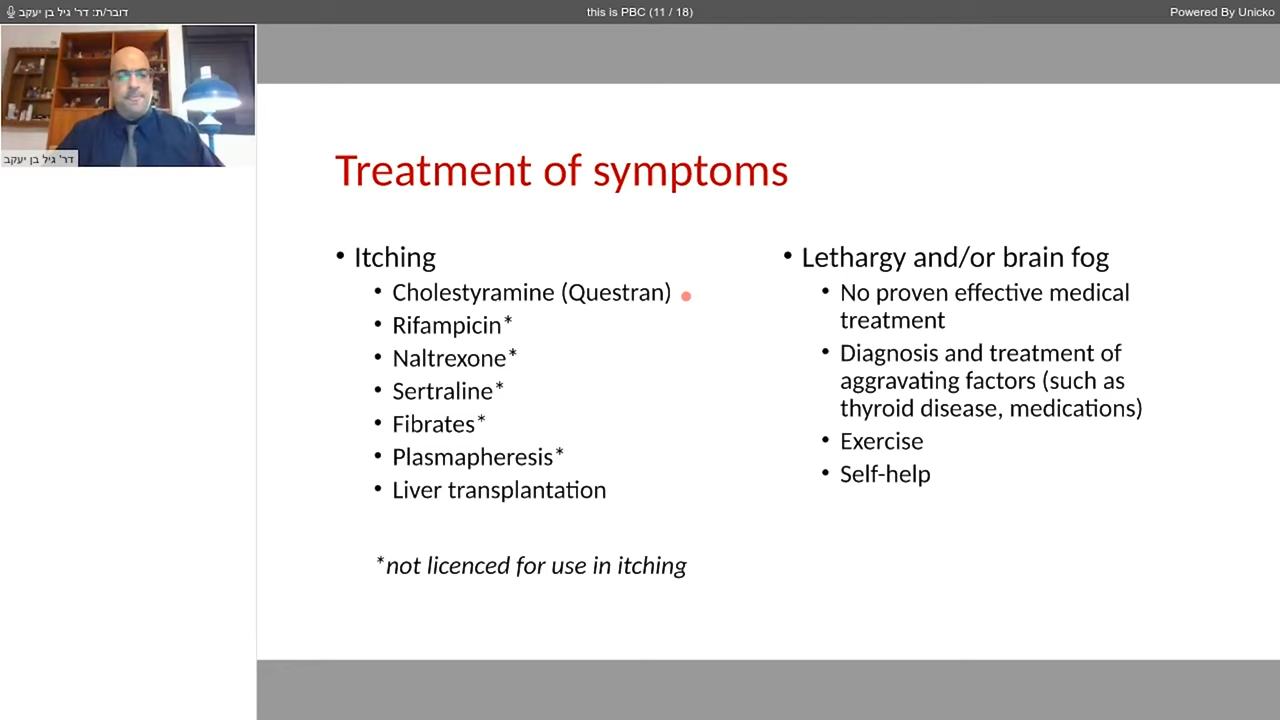 דובר/ת: דר' גיל בן יעקב
this is PBC (11 / 18)
Powered By Unicko
דר' גיל בן יעקב
Treatment of symptoms
• Itching
• Cholestyramine (Questran)
• Rifampicin*
• Naltrexone*
• Sertraline*
• Fibrates*
• Plasmapheresis*
• Liver transplantation
*not licenced for use in itching
• Lethargy and/or brain fog
• No proven effective medical
treatment
• Diagnosis and treatment of
aggravating factors (such as
thyroid disease, medications)
• Exercise
• Self-help